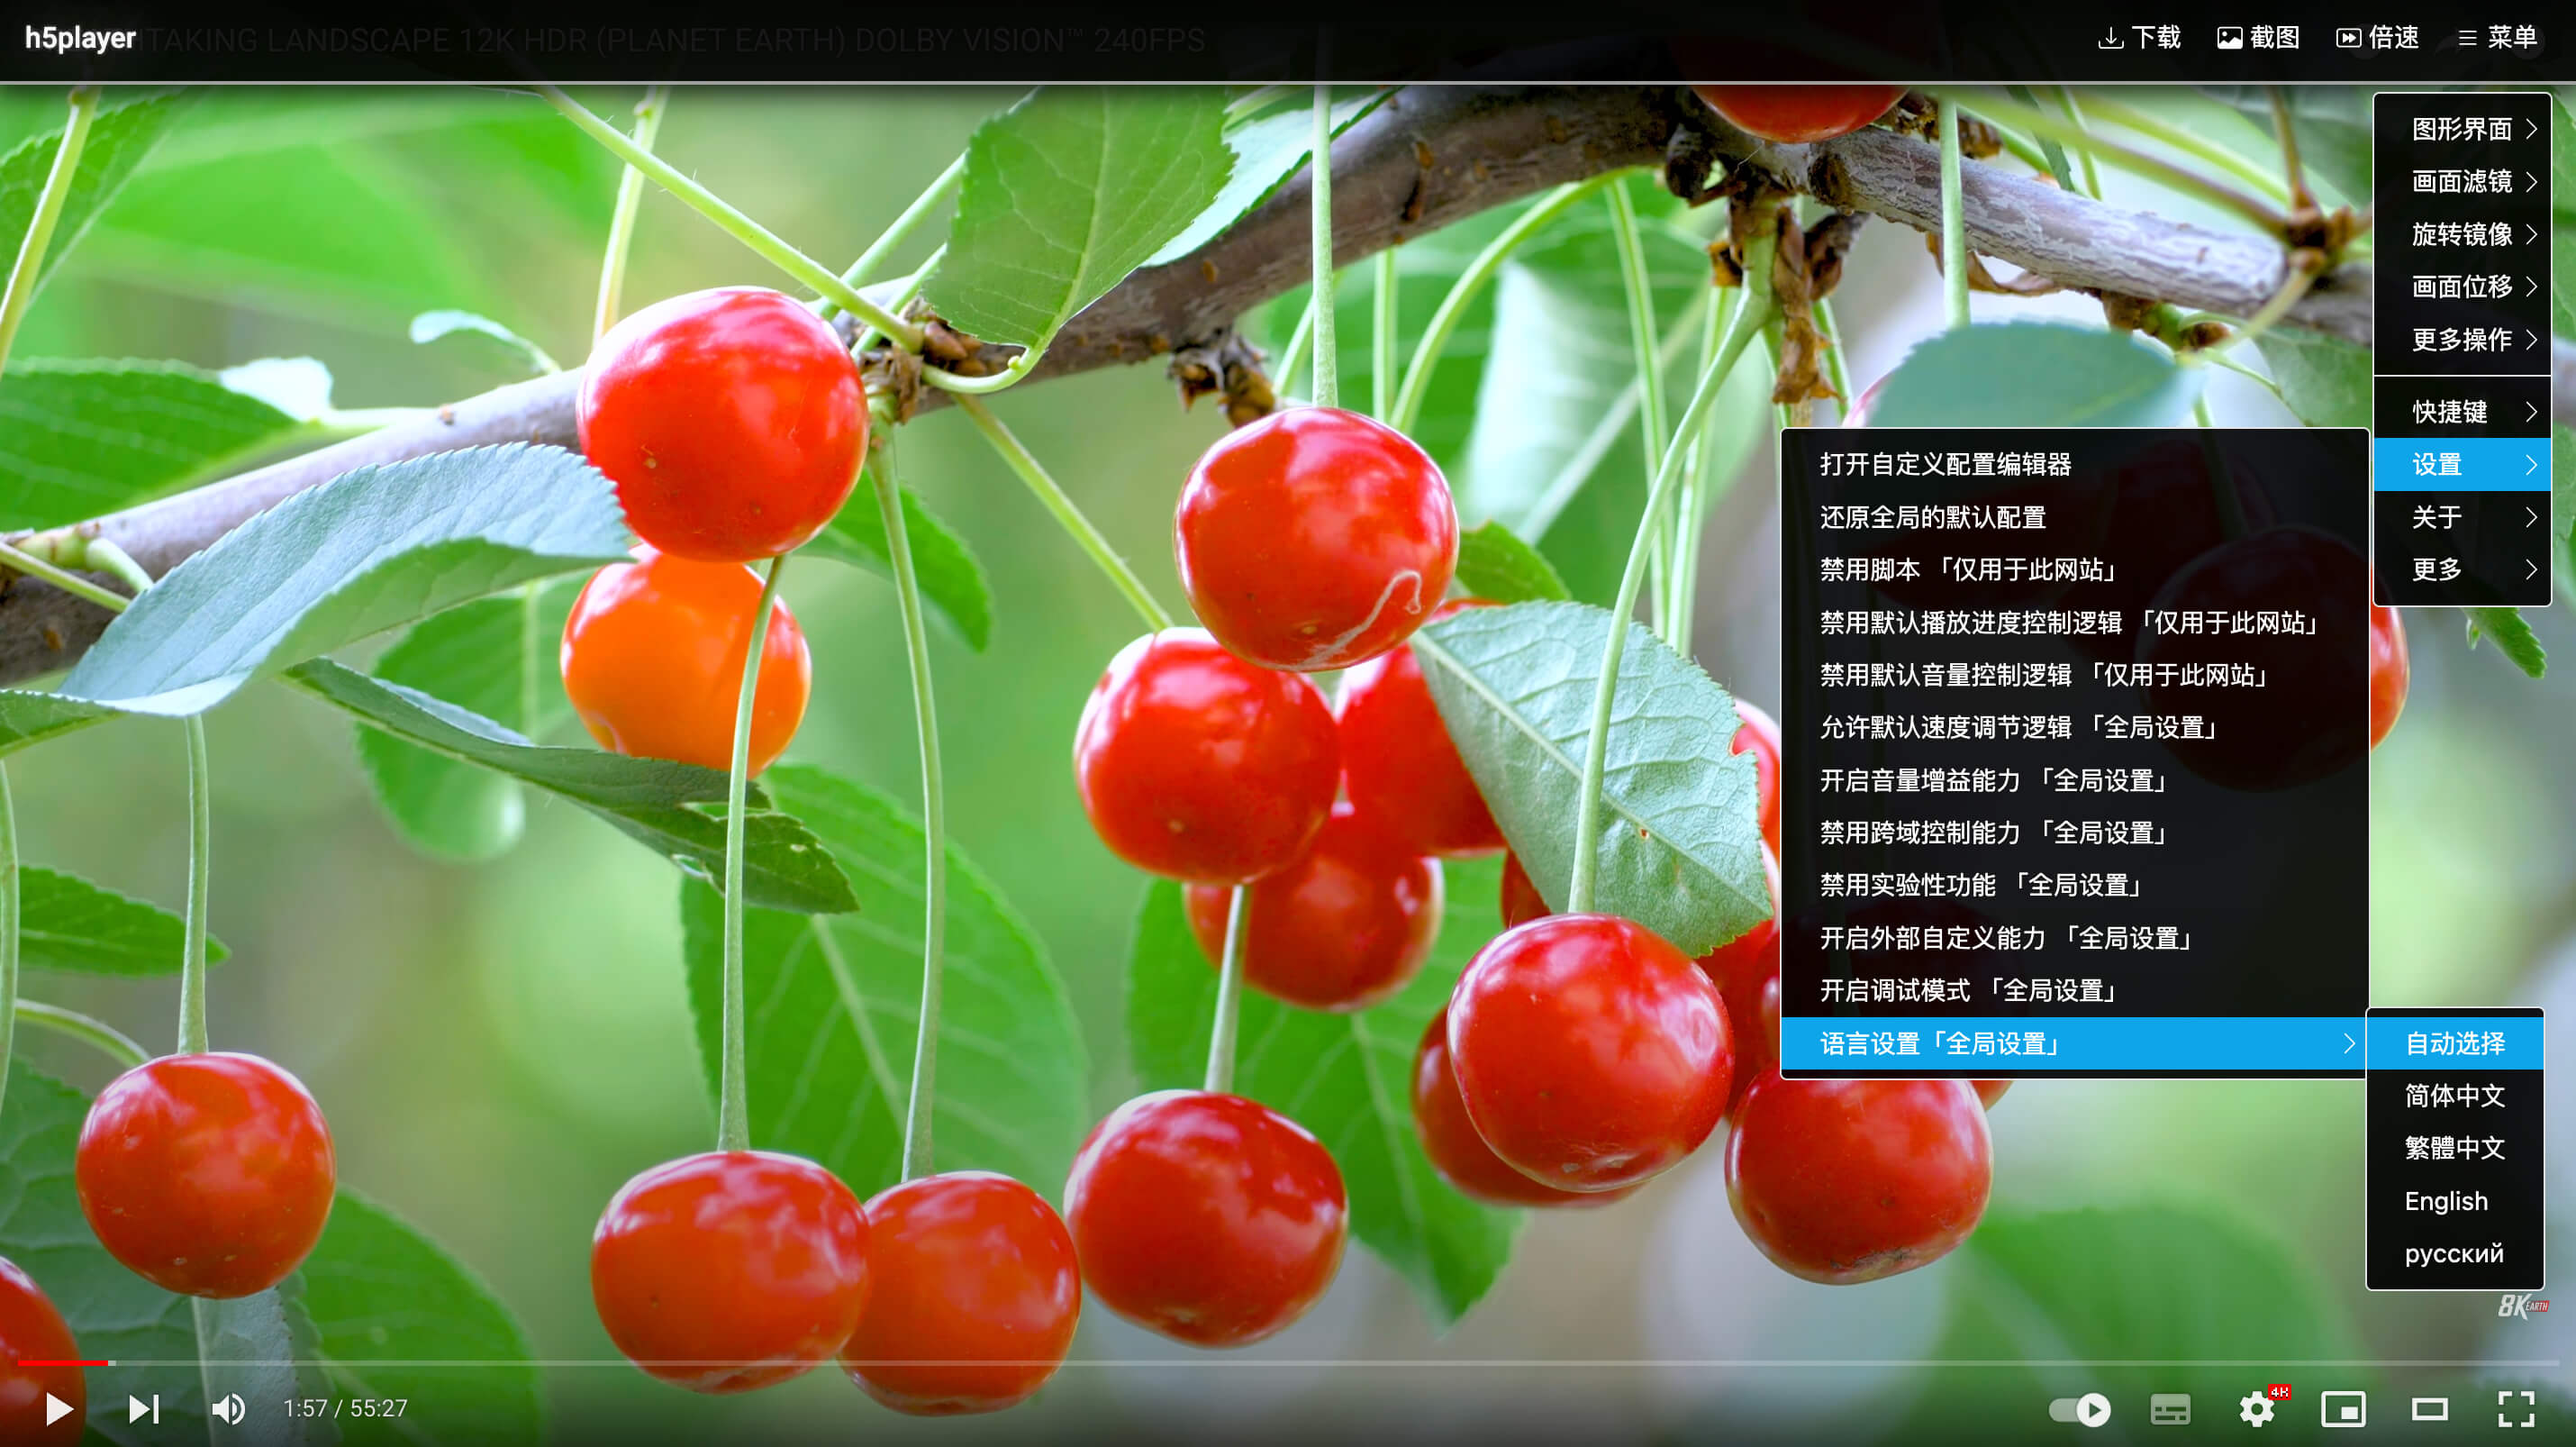 h5player
TAKING LANDSCAPE 12K HDR (PLANET EARTH) DOLBY VISION™ 240FPS
下载
截图
倍速
菜单
图形界面
画面滤镜
旋转镜像
画面位移
更多操作
快捷键
设置
关于
更多
打开自定义配置编辑器
还原全局的默认配置
禁用脚本 「仅用于此网站」
禁用默认播放进度控制逻辑 「仅用于此网站」
禁用默认音量控制逻辑 「仅用于此网站」
允许默认速度调节逻辑 「全局设置」
开启音量增益能力 「全局设置」
禁用跨域控制能力 「全局设置」
禁用实验性功能 「全局设置」
开启外部自定义能力 「全局设置」
开启调试模式 「全局设置」
语言设置「全局设置」
自动选择
简体中文
繁體中文
English
русский
8K EARTH
1:57 / 55:27
4K